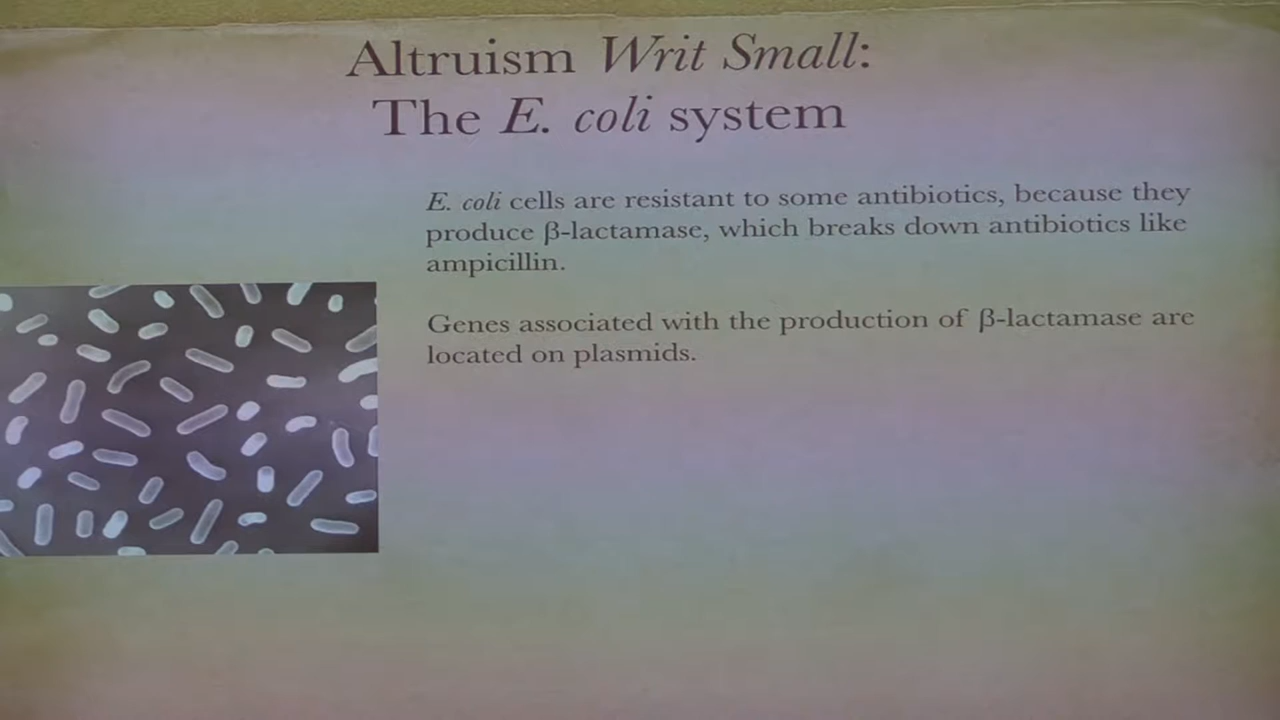 Altruism Writ Small:
The E. coli system
E. coli cells are resistant to some antibiotics, because they
produce β-lactamase, which breaks down antibiotics like
ampicillin.
Genes associated with the production of β-lactamase are
located on plasmids.